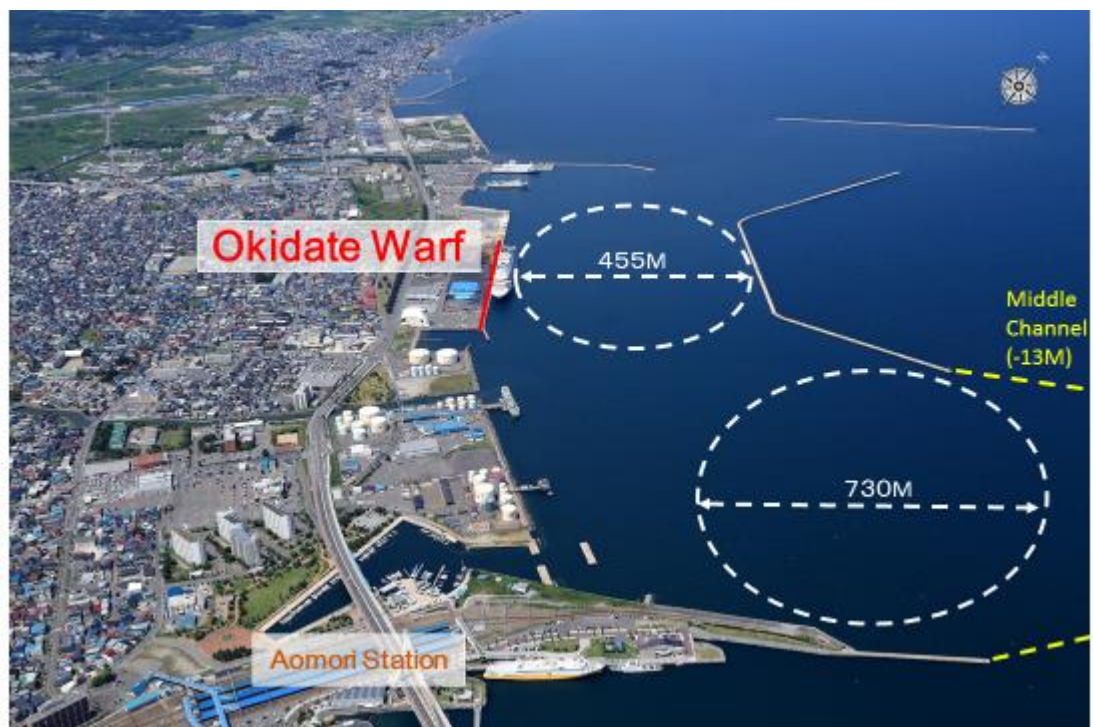 Okidate Warf
455M
Middle
Channel
(-13M)
730M
Aomori Station